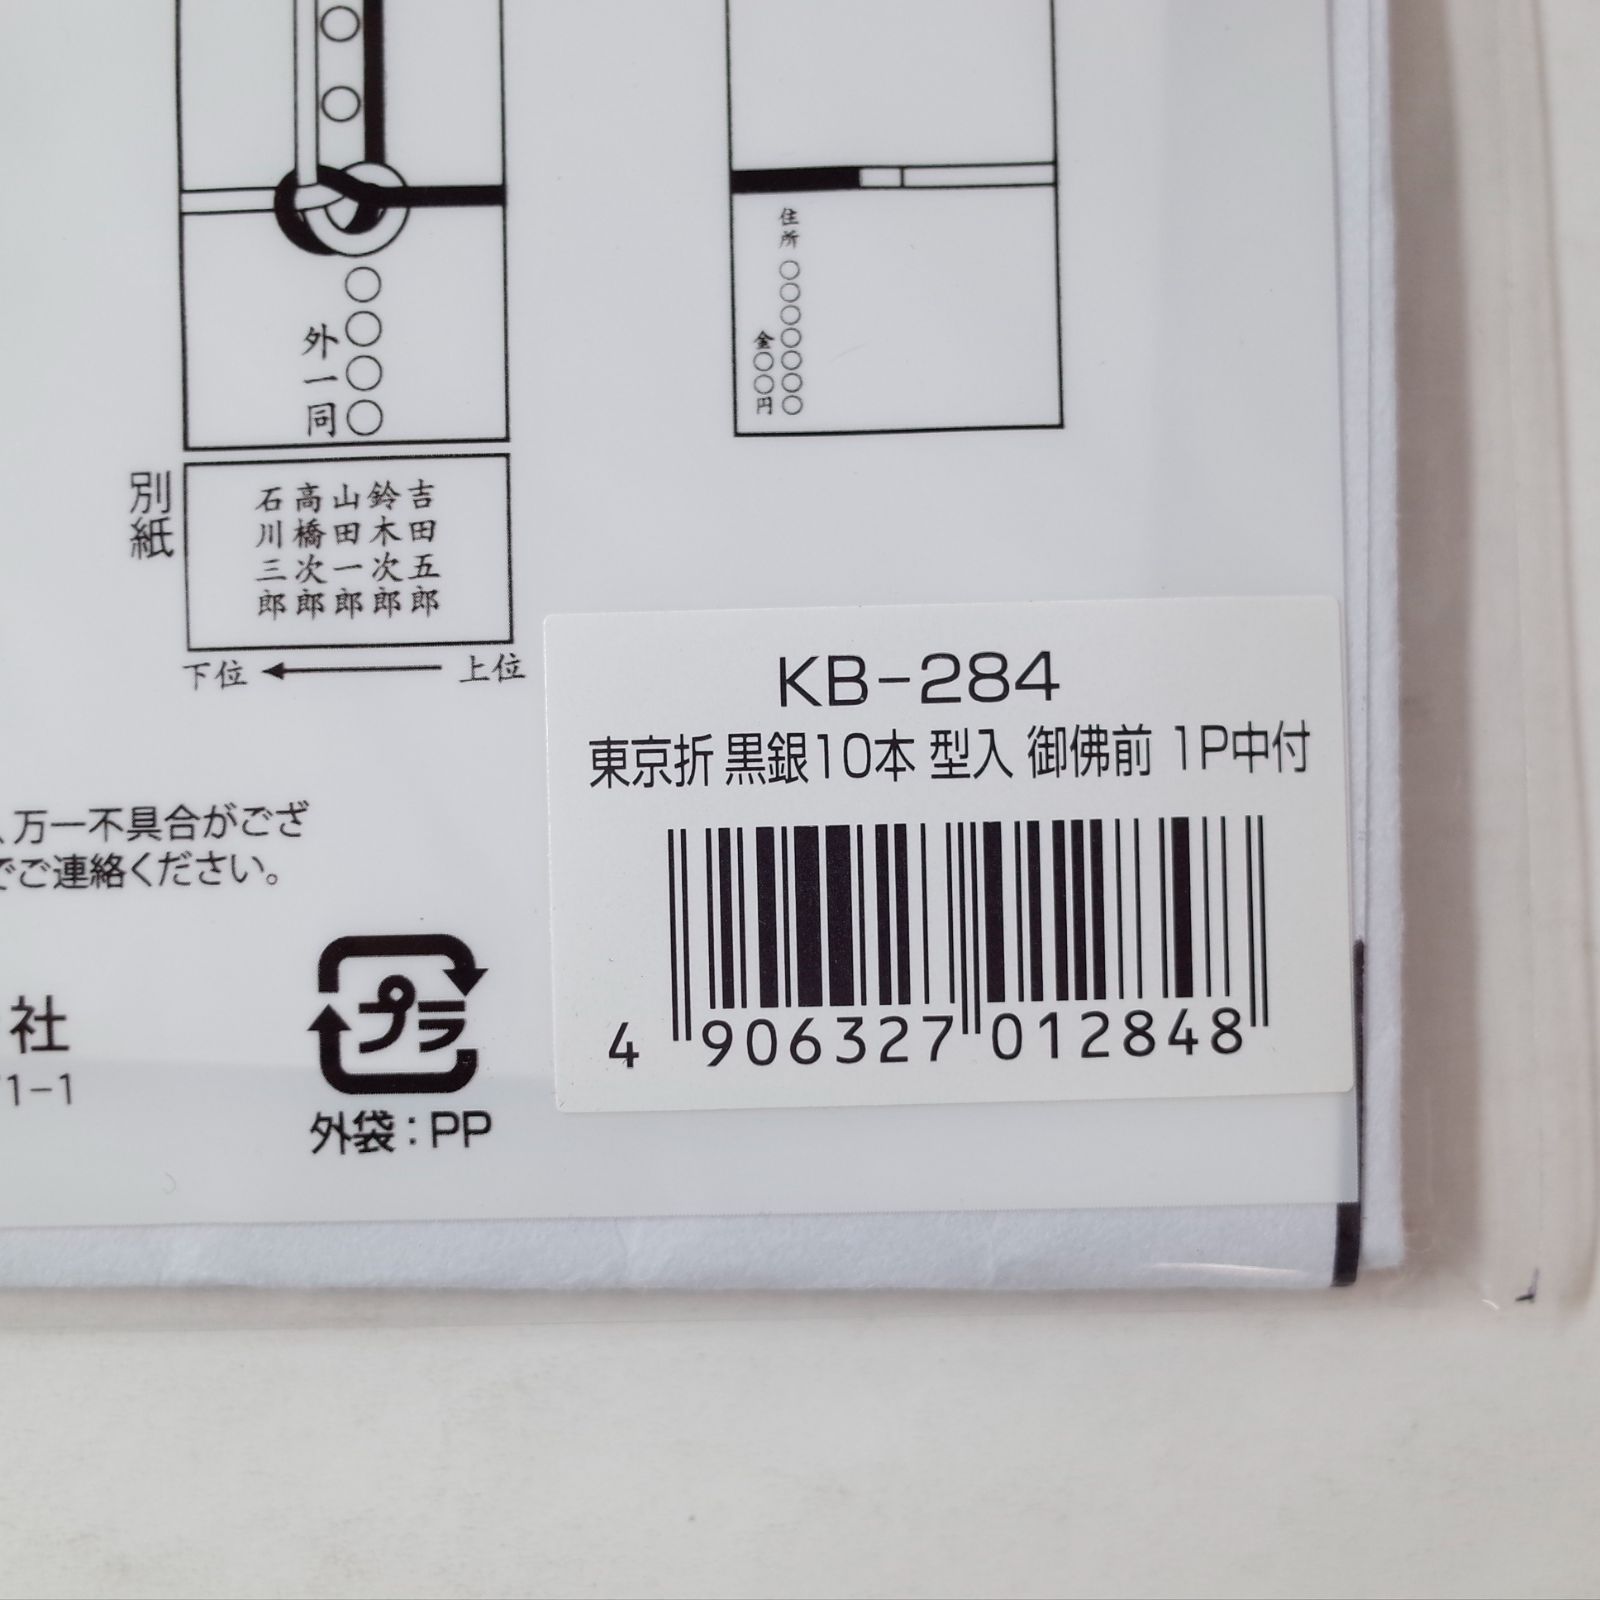 ○○
○○○○
外一同
住所 ○○○○○○○
金○○円
別紙
吉田五郎
鈴木次郎
山田一郎
高橋次郎
石川三郎
下位 上位
、万一不具合がござ
でご連絡ください。
社
1-1
プラ
外袋:PP
KB-284
東京折 黒銀10本 型入 御佛前 1P中付
4 906327 012848